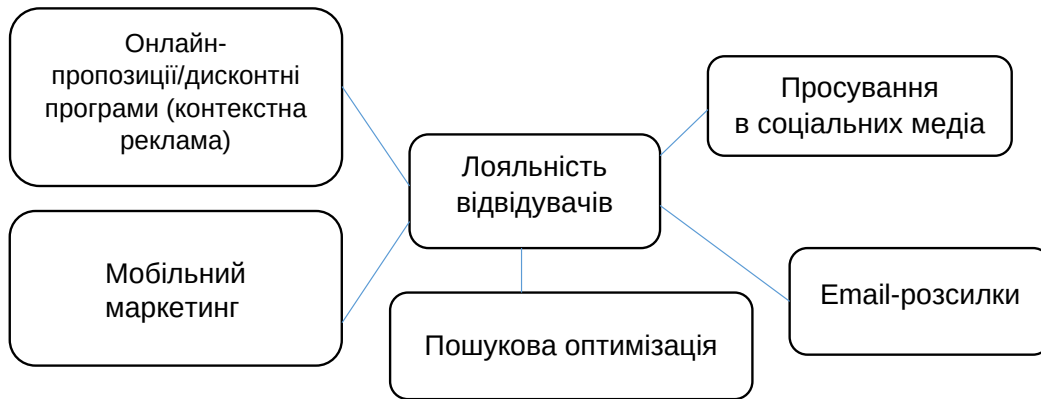 Онлайн-
пропозиції/дисконтні
програми (контекстна
реклама)
Просування
в соціальних медіа
Лояльність
відвідувачів
Мобільний
маркетинг
Email-розсилки
Пошукова оптимізація